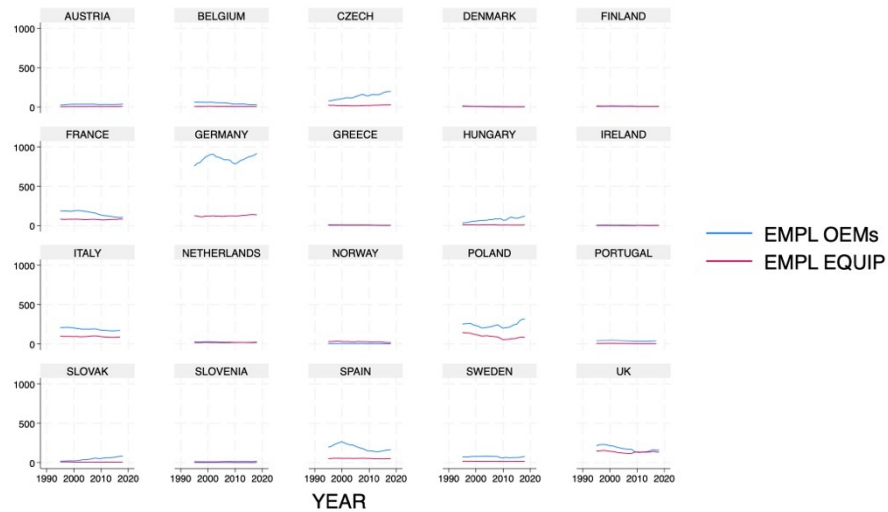 AUSTRIA BELGIUM CZECH DENMARK FINLAND
1000
500
0
FRANCE GERMANY GREECE HUNGARY IRELAND
1000
500
0
EMPL OEMs
EMPL EQUIP
ITALY NETHERLANDS NORWAY POLAND PORTUGAL
1000
500
0
SLOVAK SLOVENIA SPAIN SWEDEN UK
1000
500
0
1990 2000 2010 2020 1990 2000 2010 2020 1990 2000 2010 2020 1990 2000 2010 2020 1990 2000 2010 2020
YEAR